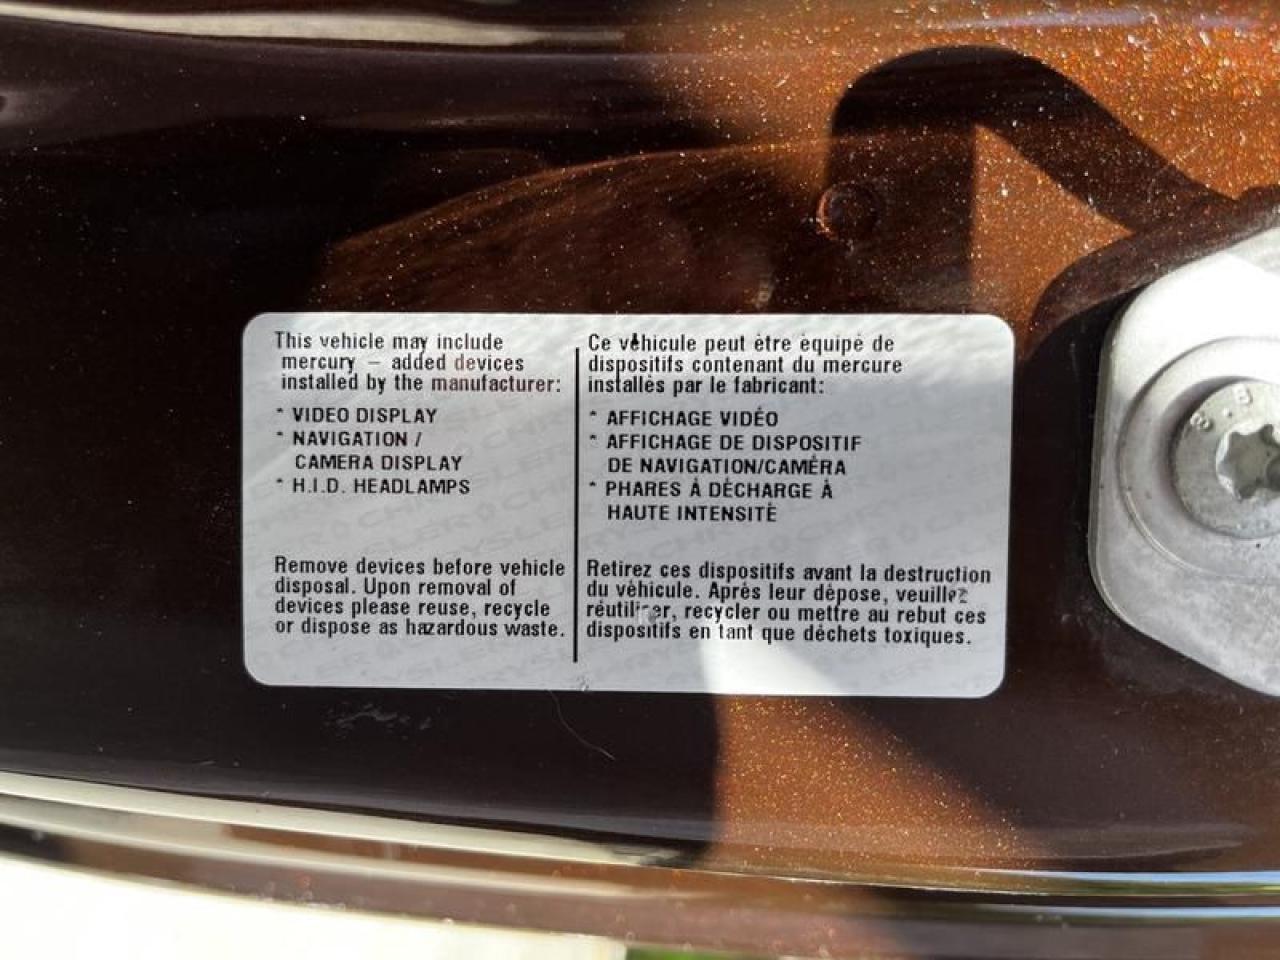 This vehicle may include
mercury – added devices
installed by the manufacturer:
* VIDEO DISPLAY
* NAVIGATION /
CAMERA DISPLAY
* H.I.D. HEADLAMPS
Remove devices before vehicle
disposal. Upon removal of
devices please reuse, recycle
or dispose as hazardous waste.
Ce véhicule peut être équipé de
dispositifs contenant du mercure
installés par le fabricant:
* AFFICHAGE VIDÉO
* AFFICHAGE DE DISPOSITIF
DE NAVIGATION/CAMÉRA
* PHARES À DÉCHARGE À
HAUTE INTENSITÉ
Retirez ces dispositifs avant la destruction
du véhicule. Après leur dépose, veuillez
réutiliser, recycler ou mettre au rebut ces
dispositifs en tant que déchets toxiques.
8.8